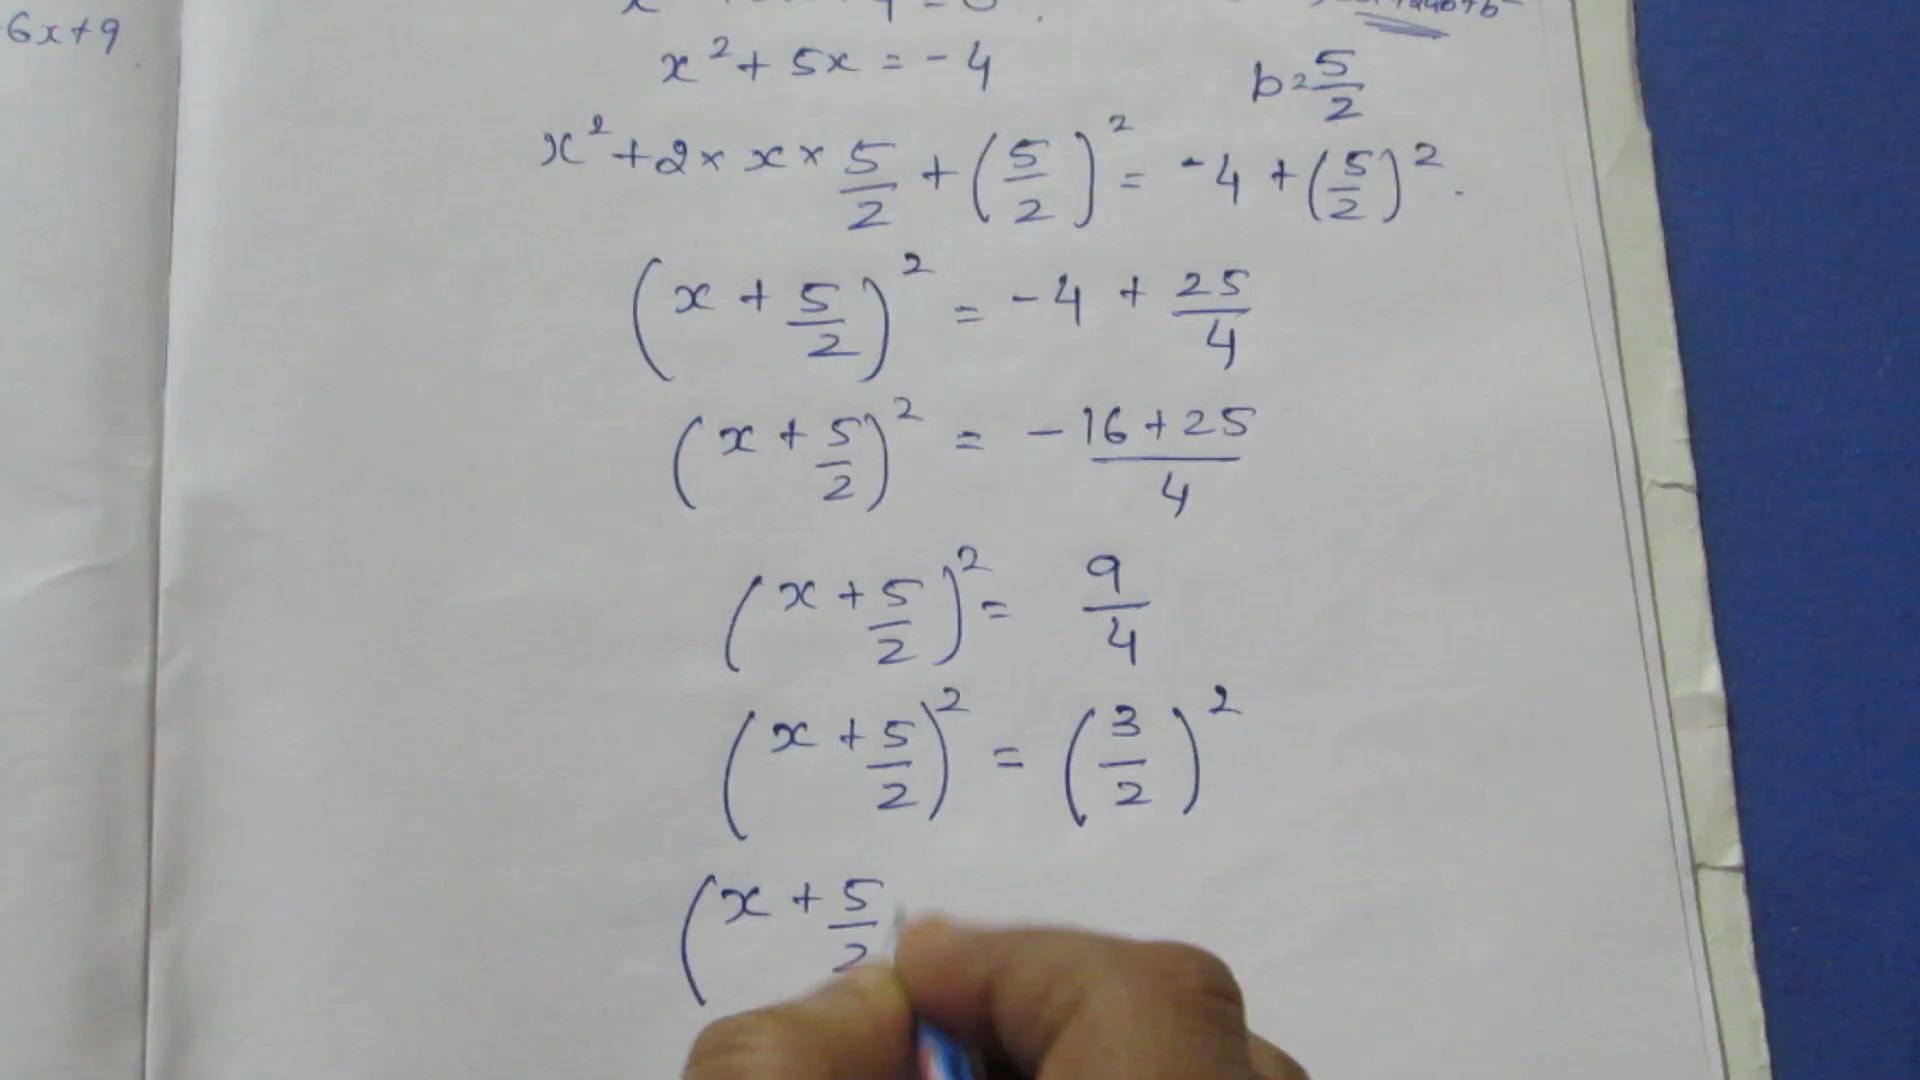 6x+9
x² + 5x = -4
b = 5/2
x² + 2 × x × 5/2 + (5/2)² = -4 + (5/2)².
(x + 5/2)² = -4 + 25/4
(x + 5/2)² = -16+25/4
(x + 5/2)² = 9/4
(x + 5/2)² = (3/2)²
(x + 5/2